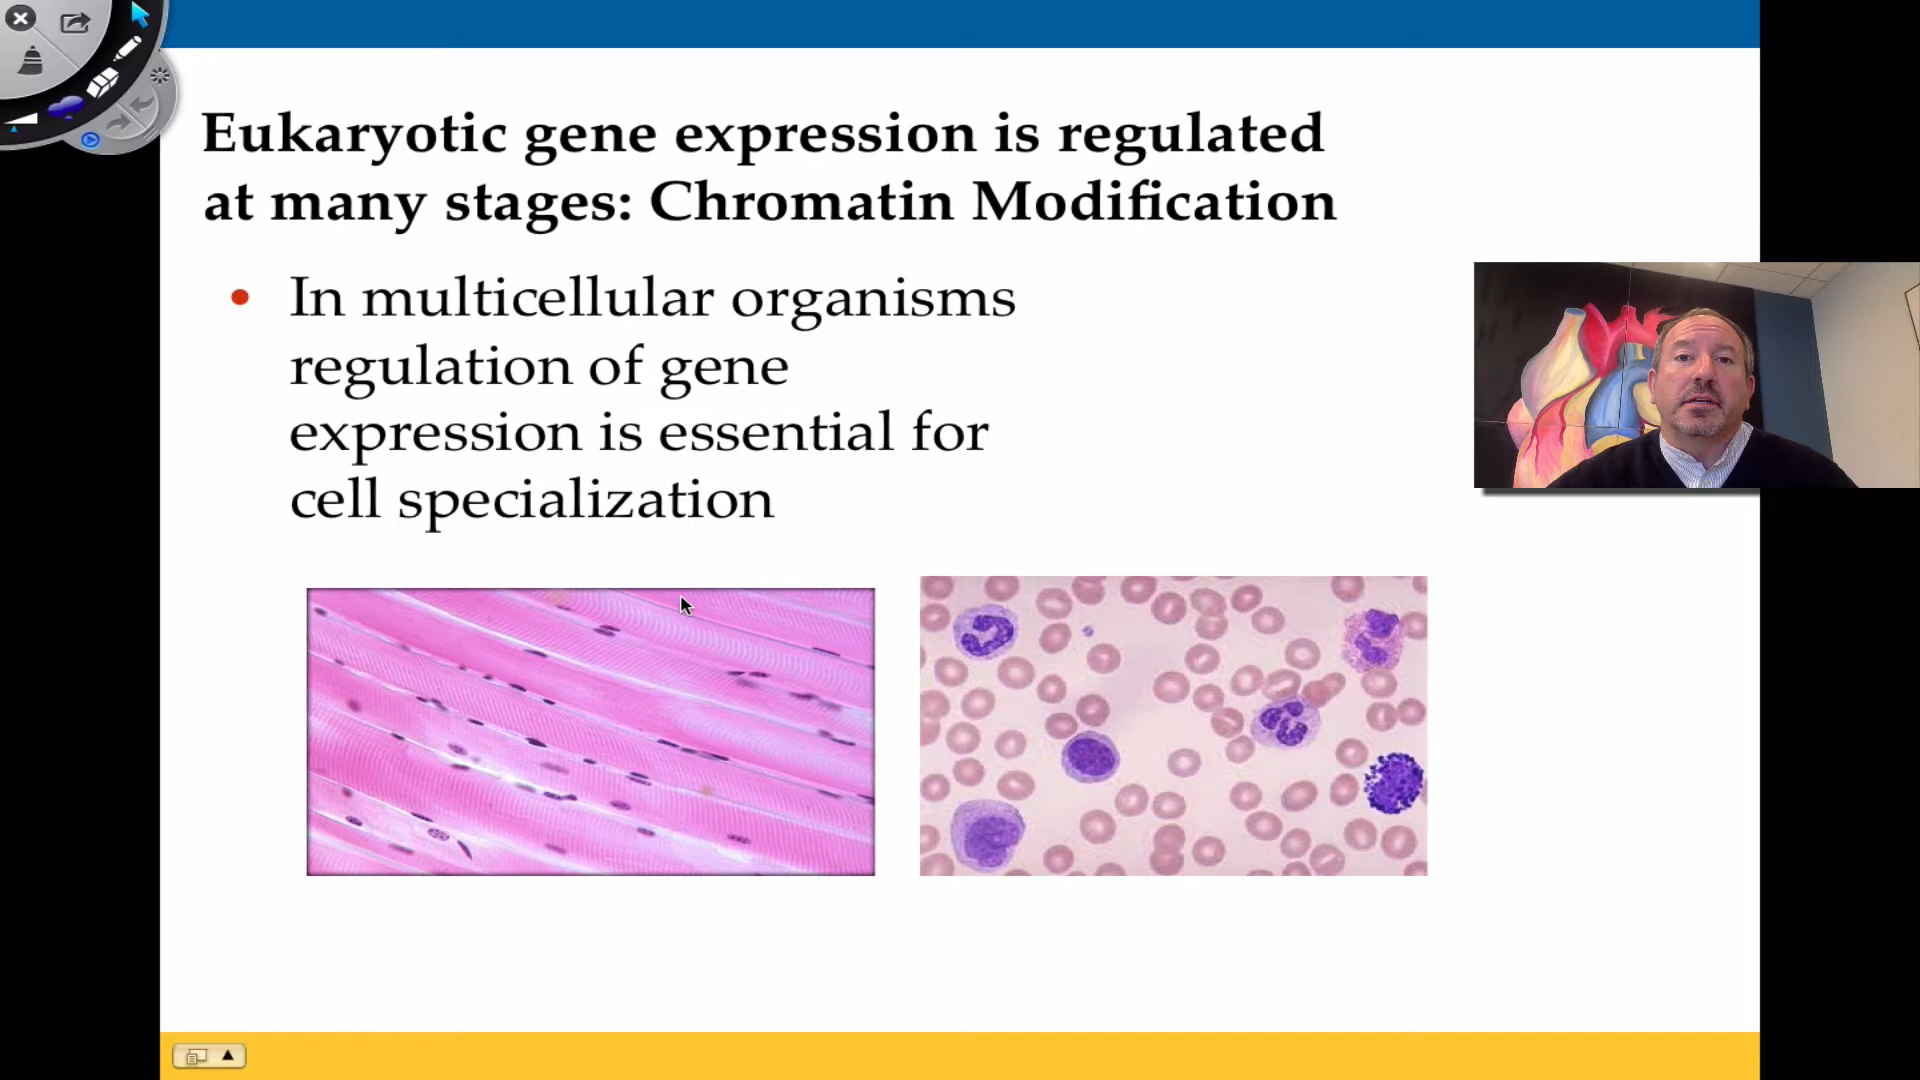 Eukaryotic gene expression is regulated
at many stages: Chromatin Modification
• In multicellular organisms
regulation of gene
expression is essential for
cell specialization